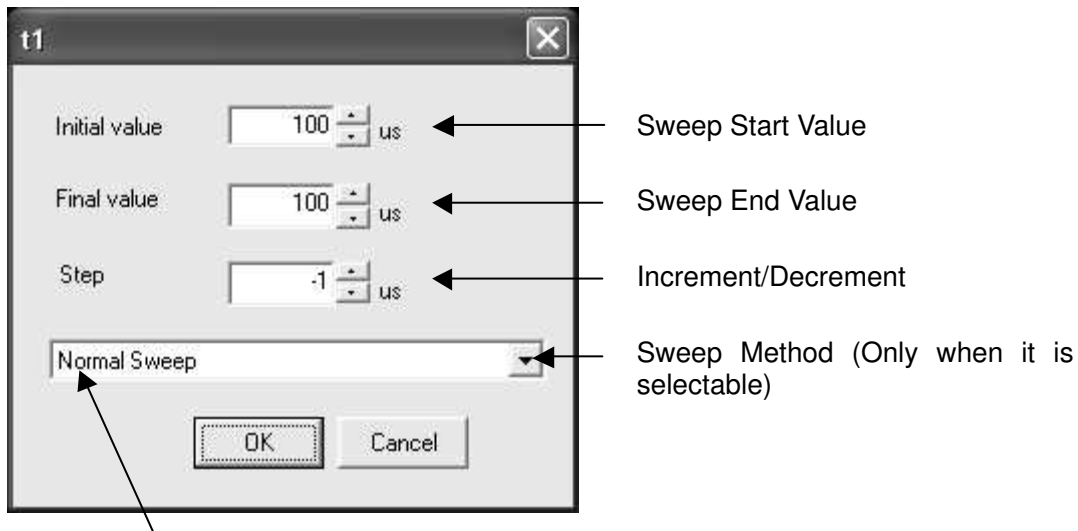 t1
Initial value 100 us Sweep Start Value
Final value 100 us Sweep End Value
Step -1 us Increment/Decrement
Normal Sweep Sweep Method (Only when it is
selectable)
OK Cancel